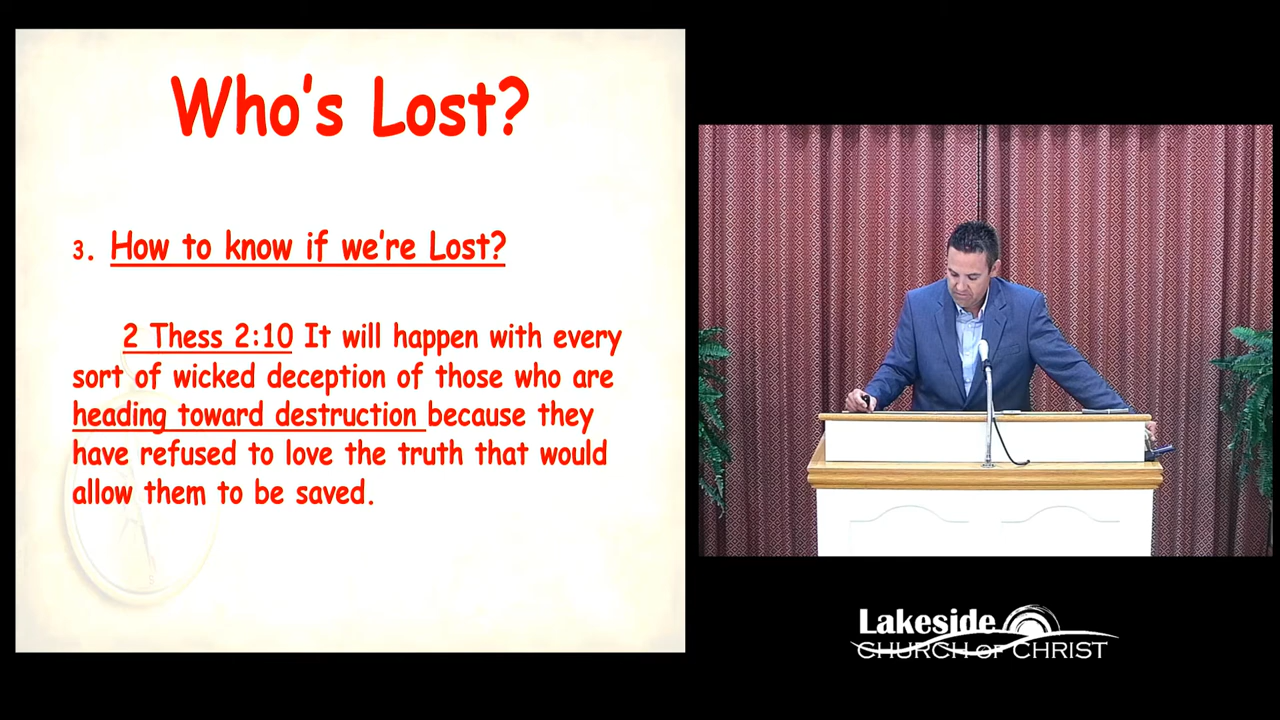 Who's Lost?
3. How to know if we're Lost?
2 Thess 2:10 It will happen with every
sort of wicked deception of those who are
heading toward destruction because they
have refused to love the truth that would
allow them to be saved.
Lakeside
CHURCH OF CHRIST